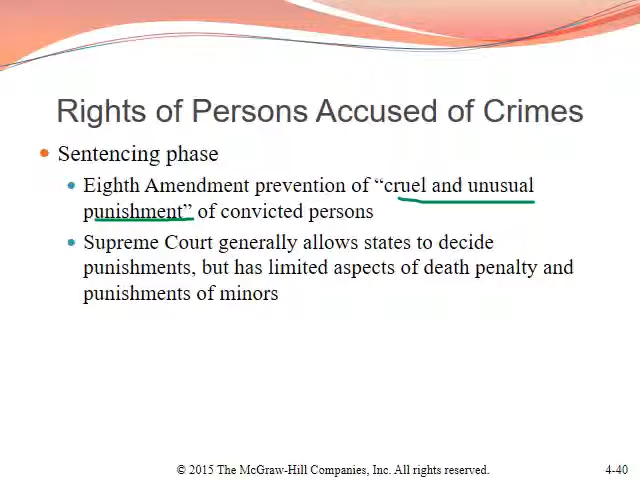 Rights of Persons Accused of Crimes
Sentencing phase
Eighth Amendment prevention of “cruel and unusual
punishment” of convicted persons
Supreme Court generally allows states to decide
punishments, but has limited aspects of death penalty and
punishments of minors
© 2015 The McGraw-Hill Companies, Inc. All rights reserved.
4-40